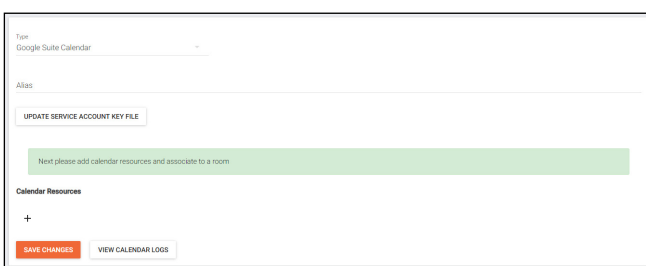 Type
Google Suite Calendar
Alias
UPDATE SERVICE ACCOUNT KEY FILE
Next please add calendar resources and associate to a room
Calendar Resources
+
SAVE CHANGES VIEW CALENDAR LOGS